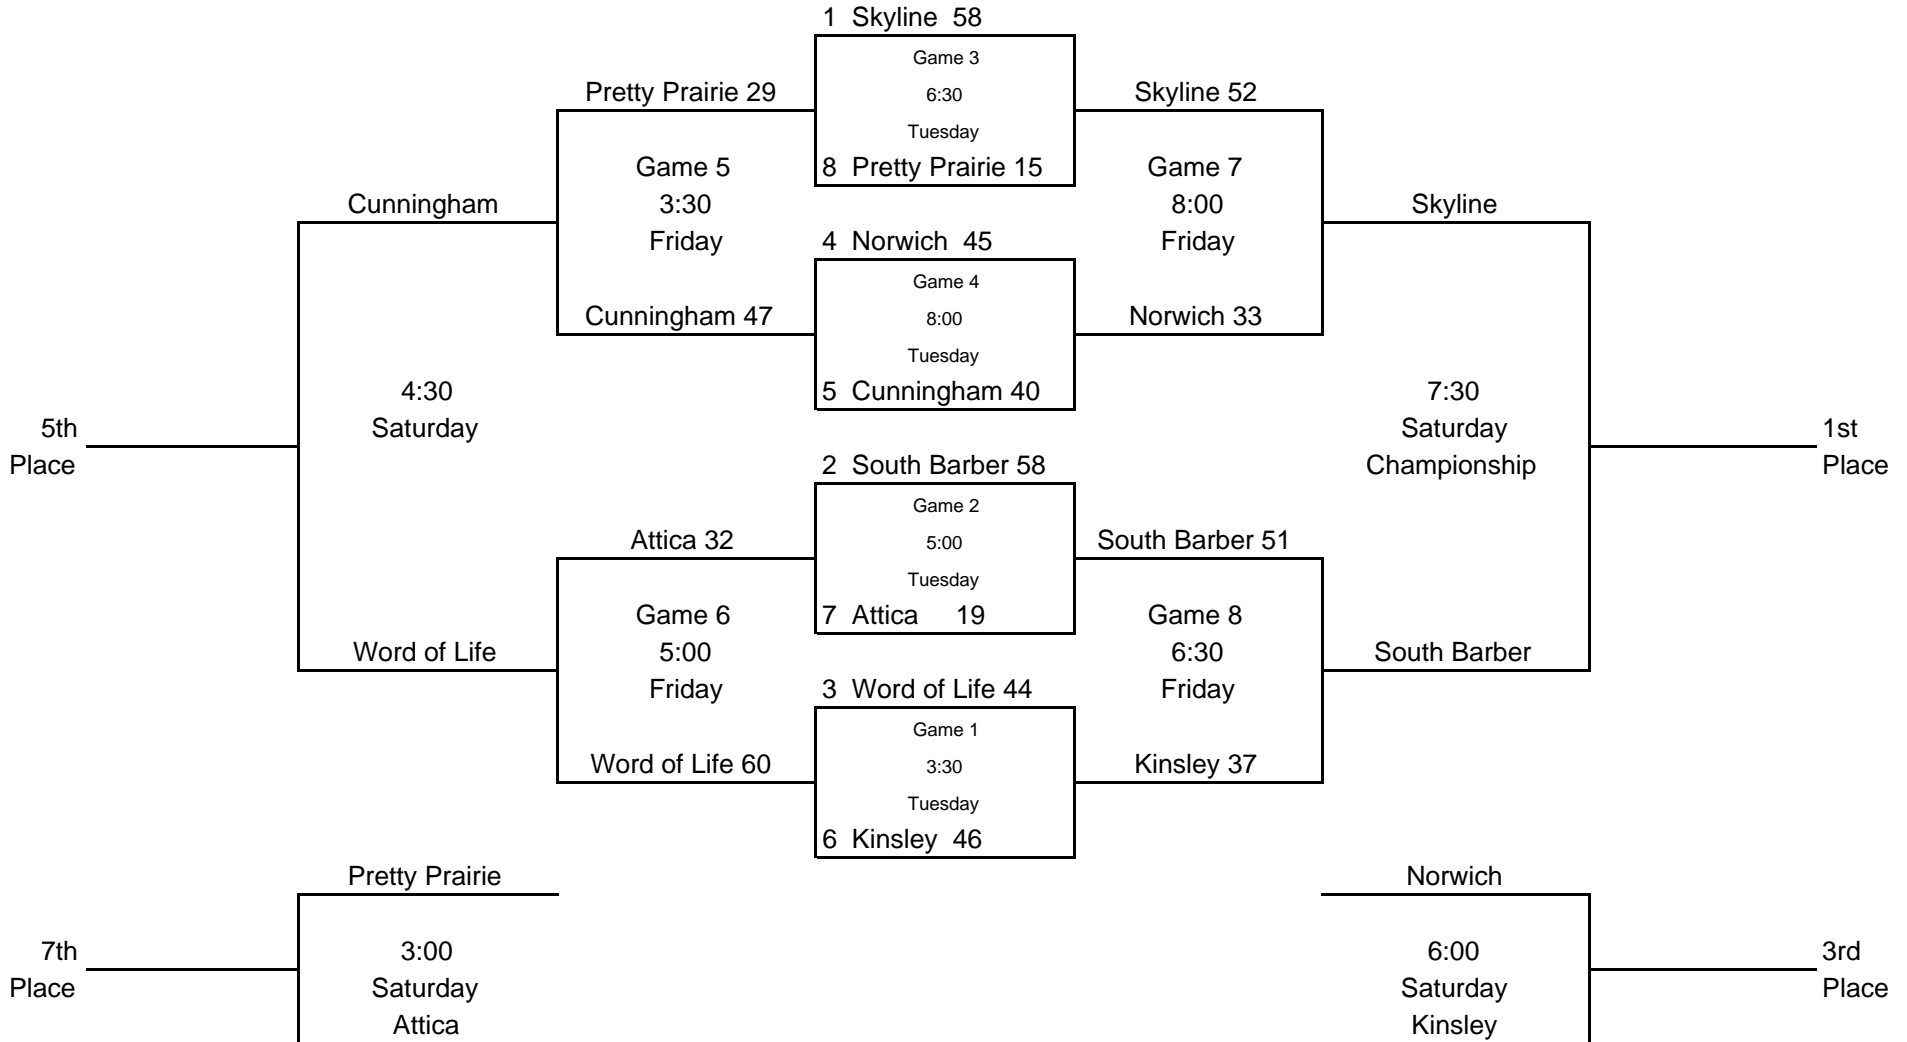 1 Skyline 58
Game 3
Pretty Prairie 29
6:30
Skyline 52
Tuesday
Game 5
8 Pretty Prairie 15
Game 7
Cunningham
3:30
8:00
Skyline
Friday
4 Norwich 45
Friday
Game 4
Cunningham 47
8:00
Norwich 33
Tuesday
4:30
5 Cunningham 40
7:30
5th
Saturday
Saturday
1st
Place
2 South Barber 58
Championship
Place
Game 2
Attica 32
5:00
South Barber 51
Tuesday
Game 6
7 Attica 19
Game 8
Word of Life
5:00
6:30
South Barber
Friday
3 Word of Life 44
Friday
Game 1
Word of Life 60
3:30
Kinsley 37
Tuesday
6 Kinsley 46
Pretty Prairie
Norwich
7th
3:00
6:00
3rd
Place
Saturday
Saturday
Place
Attica
Kinsley